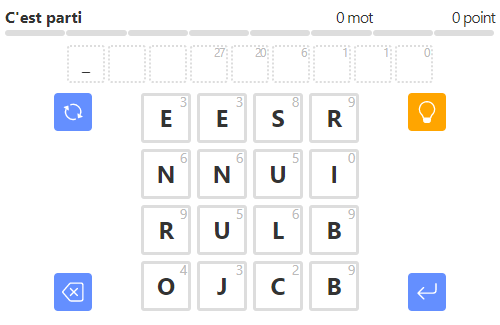 C'est parti 0 mot 0 point
_ 27 20 6 1 1 0
E 3 E 3 S 8 R 9
N 6 N 6 U 5 I 0
R 9 U 5 L 6 B 9
O 4 J 3 C 2 B 9